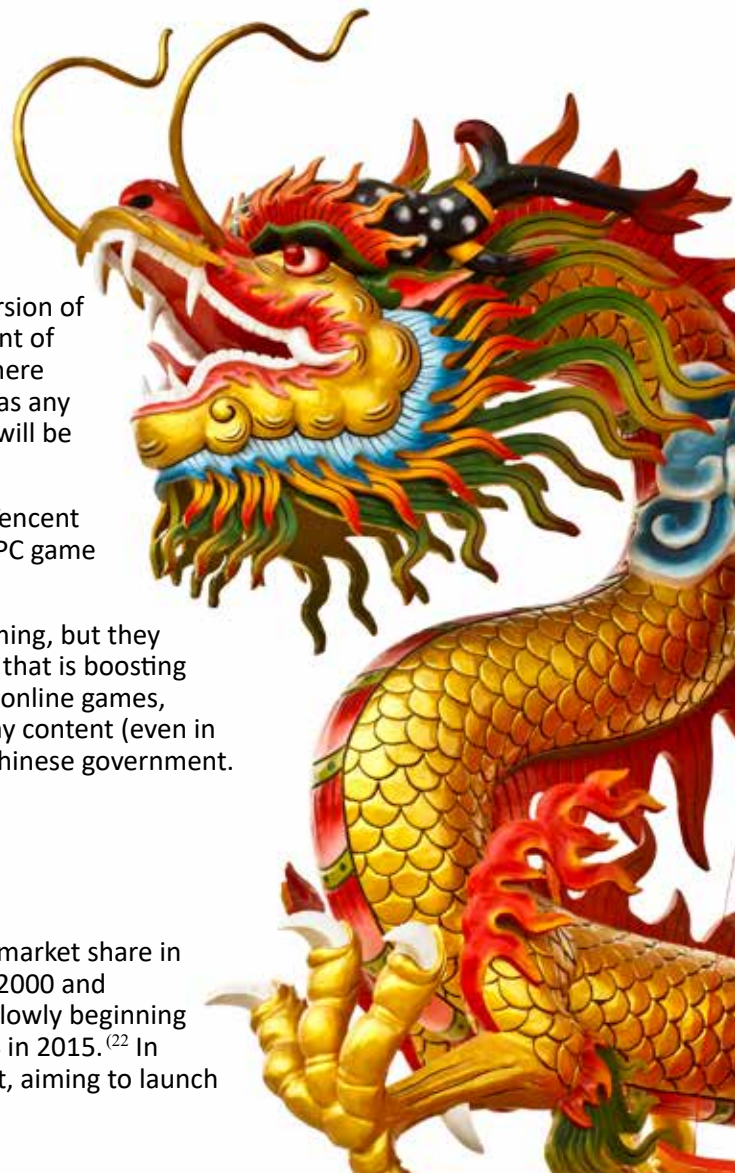 rsion of
nt of
here
as any
will be
encent
PC game
ning, but they
that is boosting
online games,
ny content (even in
Chinese government.
market share in
2000 and
lowly beginning
in 2015. (22 In
t, aiming to launch